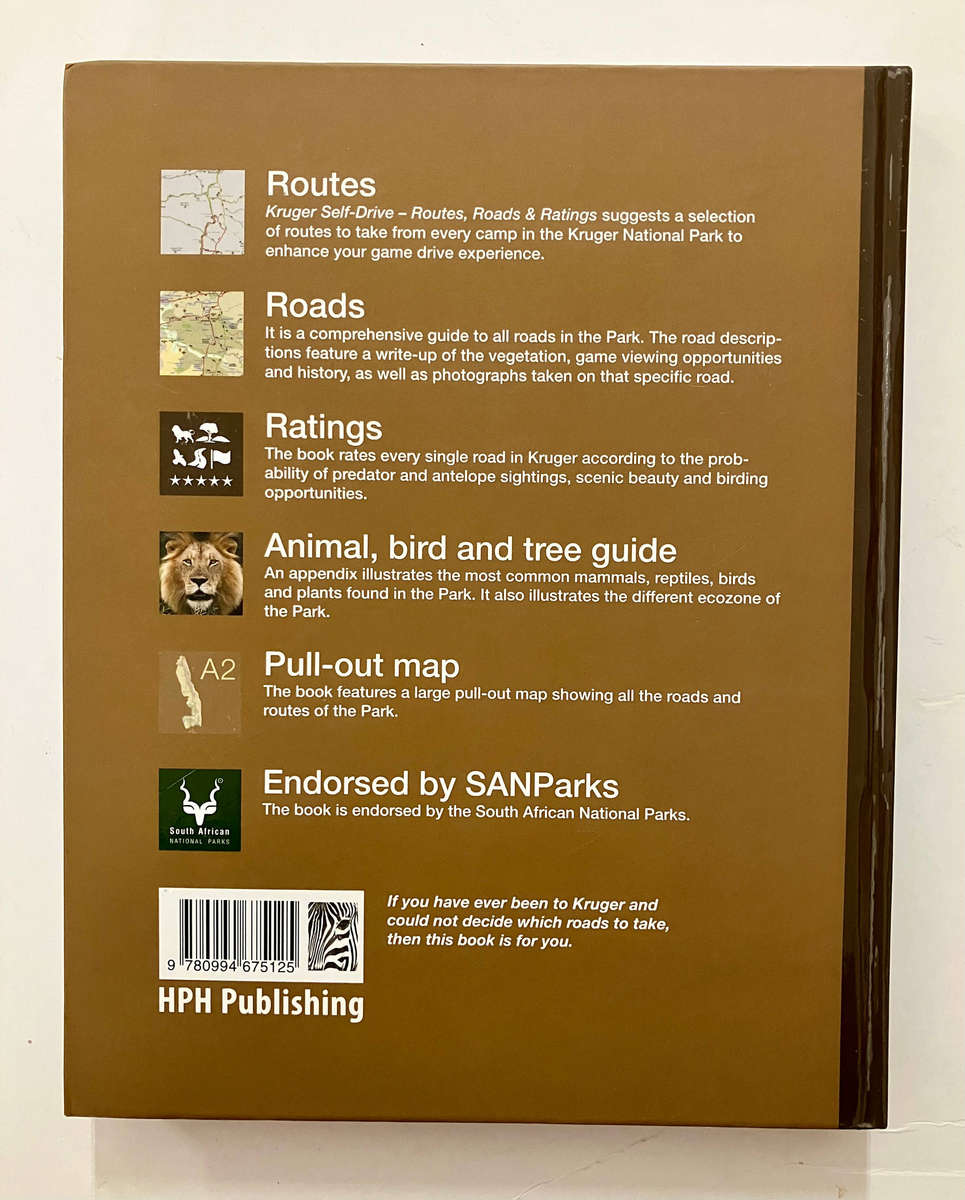 Routes
Kruger Self-Drive – Routes, Roads & Ratings suggests a selection
of routes to take from every camp in the Kruger National Park to
enhance your game drive experience.
Roads
It is a comprehensive guide to all roads in the Park. The road descrip-
tions feature a write-up of the vegetation, game viewing opportunities
and history, as well as photographs taken on that specific road.
Ratings
The book rates every single road in Kruger according to the prob-
ability of predator and antelope sightings, scenic beauty and birding
opportunities.
Animal, bird and tree guide
An appendix illustrates the most common mammals, reptiles, birds
and plants found in the Park. It also illustrates the different ecozone of
the Park.
A2
Pull-out map
The book features a large pull-out map showing all the roads and
routes of the Park.
Endorsed by SANParks
The book is endorsed by the South African National Parks.
South African
NATIONAL PARKS
If you have ever been to Kruger and
could not decide which roads to take,
then this book is for you.
9 780994 675125
HPH Publishing